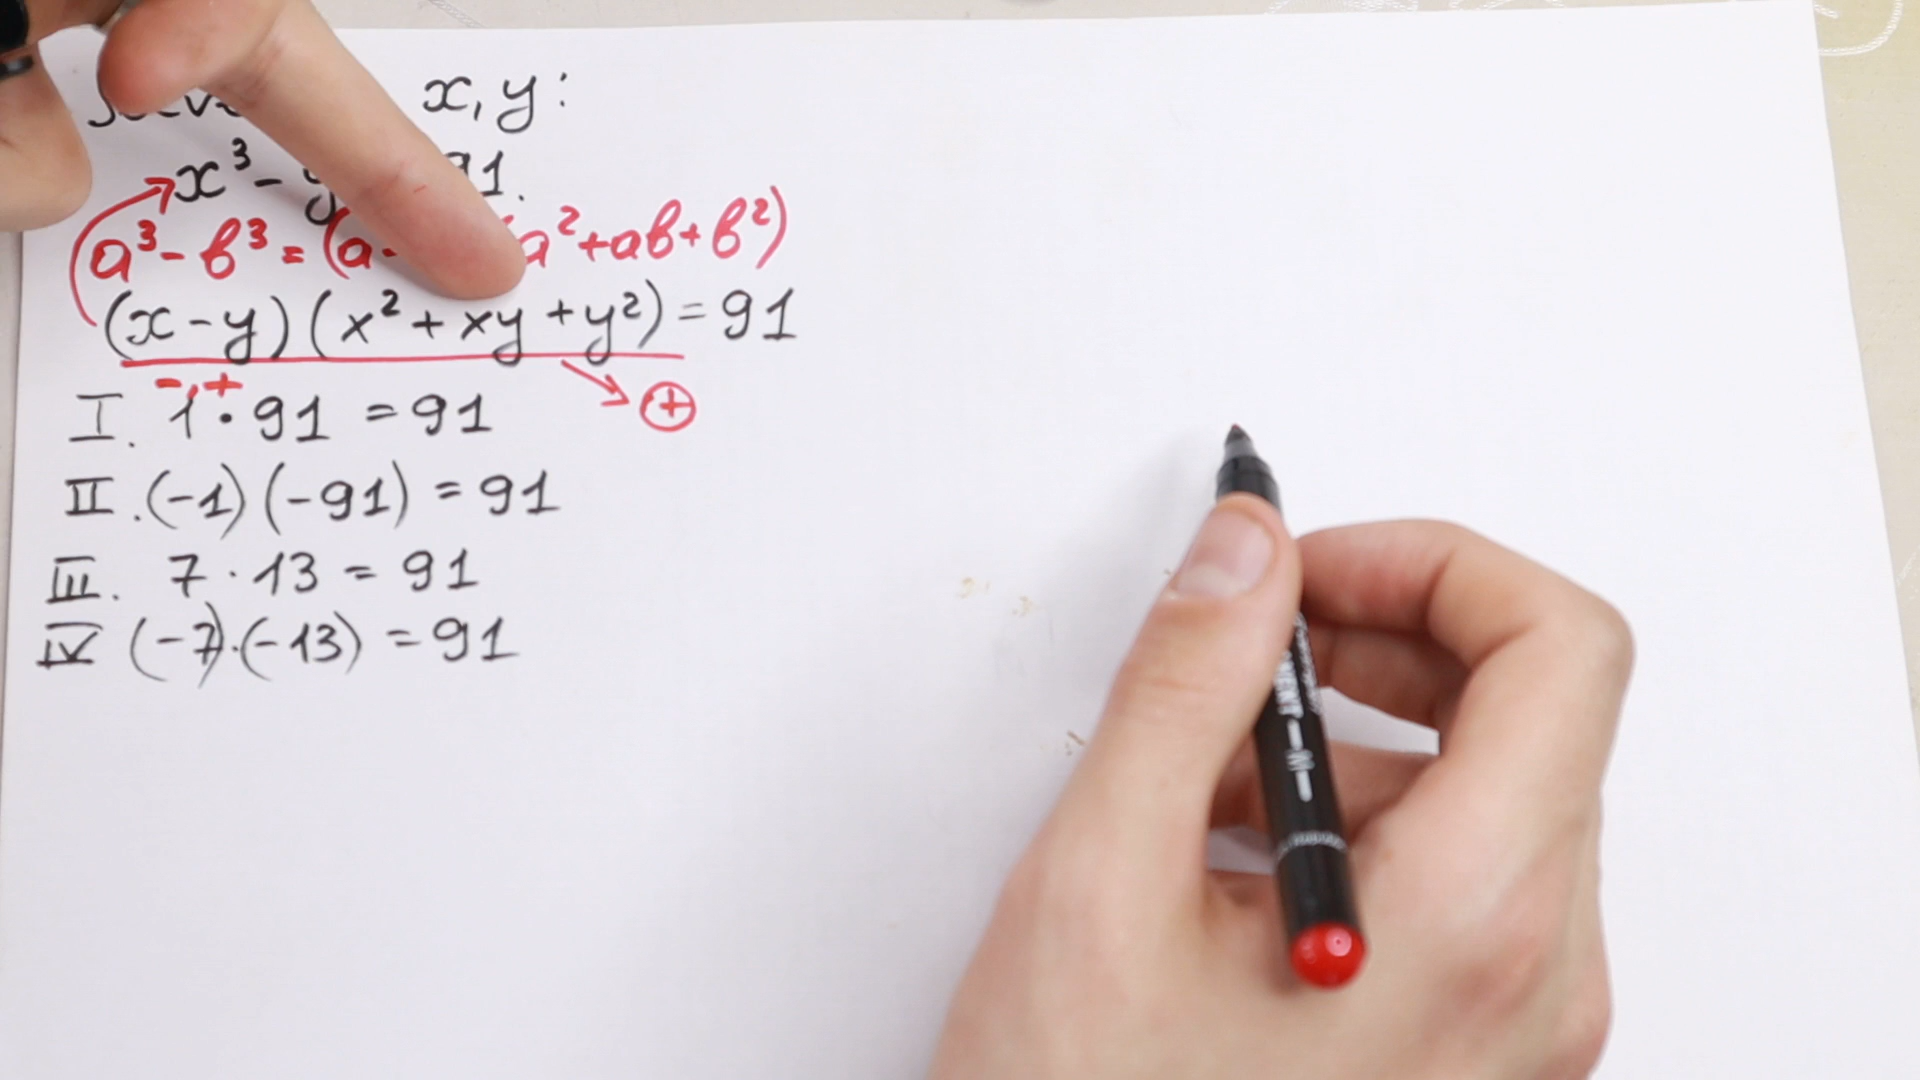 x, y:
x³ - y 91.
a³ - b³ = (a - (a² + ab + b²)
(x - y) (x² + xy + y²) = 91
-, + ⊕
I. 1 · 91 = 91
II. (-1) (-91) = 91
III. 7 · 13 = 91
IV (-7) · (-13) = 91